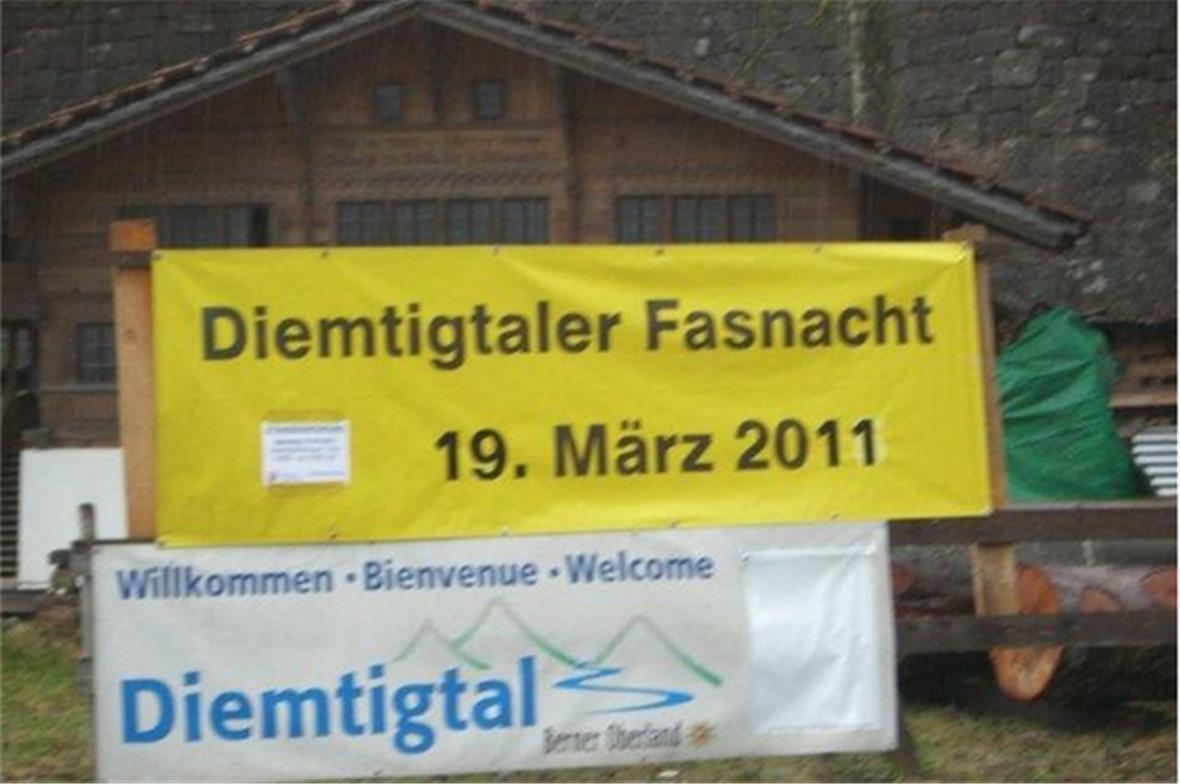 Diemtigtaler Fasnacht
19. März 2011
Willkommen • Bienvenue • Welcome
Diemtigtal
Berner Oberland